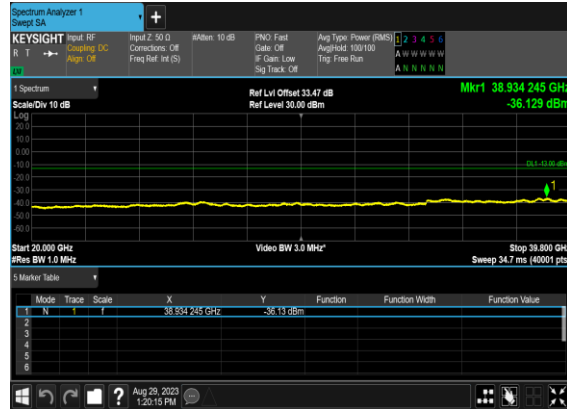 Spectrum Analyzer 1
Swept SA
+
KEYSIGHT Input: RF Input Z: 50 Ω #Atten: 10 dB PNO: Fast Avg Type: Power (RMS) 1 2 3 4 5 6
R T Coupling: DC Corrections: Off Gate: Off Avg|Hold: 100/100 A W W W W W
Align: Off Freq Ref: Int (S) IF Gain: Low Trig: Free Run
Sig Track: Off A N N N N N
1 Spectrum Ref Lvl Offset 33.47 dB Mkr1 38.934 245 GHz
Scale/Div 10 dB Ref Level 30.00 dBm -36.129 dBm
Log
20.0
10.0
0.00
-10.0
DL1 -13.00 dBm
-20.0
-30.0
1
-40.0
-50.0
-60.0
Start 20.000 GHz Video BW 3.0 MHz* Stop 39.800 GHz
#Res BW 1.0 MHz Sweep 34.7 ms (40001 pts)
5 Marker Table
Mode Trace Scale X Y Function Function Width Function Value
1 N 1 f 38.934 245 GHz -36.13 dBm
2
3
4
5
6
? Aug 29, 2023
1:20:15 PM